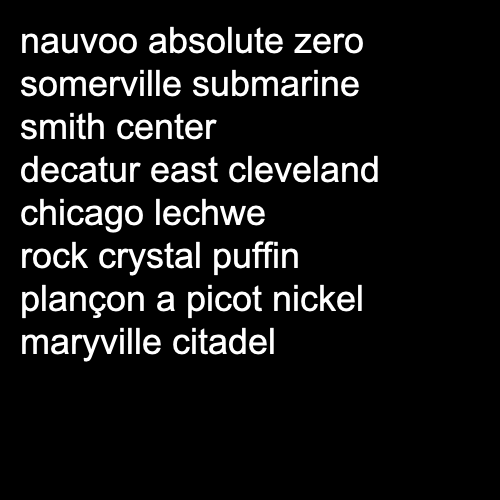 nauvoo absolute zero
somerville submarine
smith center
decatur east cleveland
chicago lechwe
rock crystal puffin
plançon a picot nickel
maryville citadel